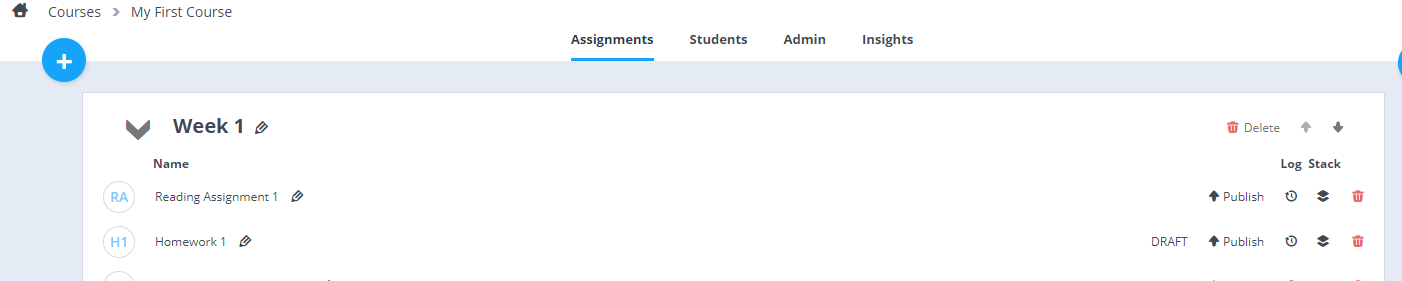 Courses > My First Course
Assignments Students Admin Insights
+
Week 1 Delete
Name Log Stack
RA Reading Assignment 1 Publish
H1 Homework 1 DRAFT Publish